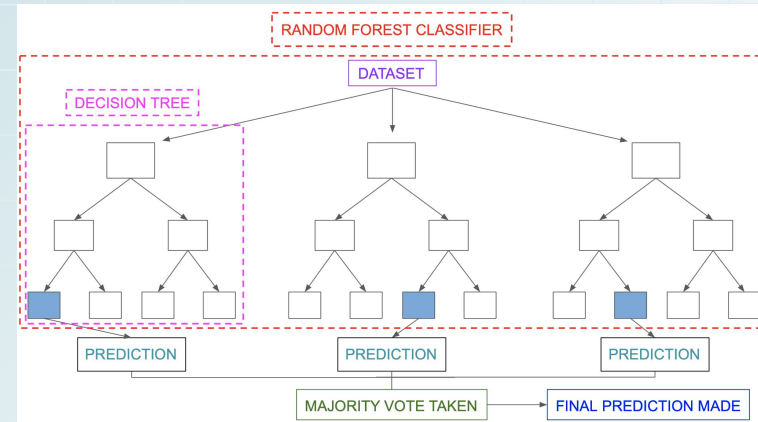 RANDOM FOREST CLASSIFIER
DATASET
DECISION TREE
PREDICTION
PREDICTION
PREDICTION
MAJORITY VOTE TAKEN
FINAL PREDICTION MADE